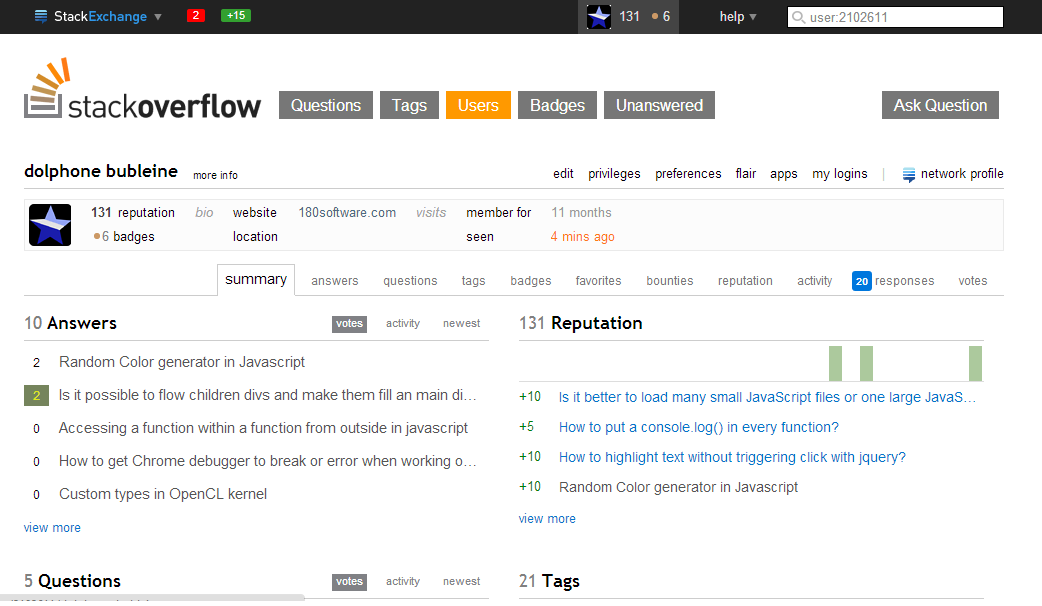 StackExchange 2 +15 131 6 help user:2102611
stackoverflow Questions Tags Users Badges Unanswered Ask Question
dolphone bubleine more info edit privileges preferences flair apps my logins network profile
131 reputation bio website 180software.com visits member for 11 months
6 badges location seen 4 mins ago
summary answers questions tags badges favorites bounties reputation activity 20 responses votes
10 Answers votes activity newest
2 Random Color generator in Javascript
2 Is it possible to flow children divs and make them fill an main di…
0 Accessing a function within a function from outside in javascript
0 How to get Chrome debugger to break or error when working o…
0 Custom types in OpenCL kernel
view more
131 Reputation
+10 Is it better to load many small JavaScript files or one large JavaS…
+5 How to put a console.log() in every function?
+10 How to highlight text without triggering click with jquery?
+10 Random Color generator in Javascript
view more
5 Questions votes activity newest
21 Tags